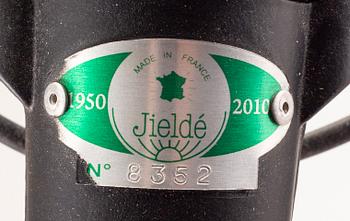 MADE IN FRANCE
1950
2010
Jieldé
N° 8352